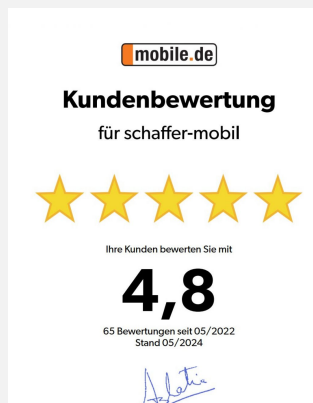 mobile.de
Kundenbewertung
für schaffer-mobil
Ihre Kunden bewerten Sie mit
4,8
65 Bewertungen seit 05/2022
Stand 05/2024